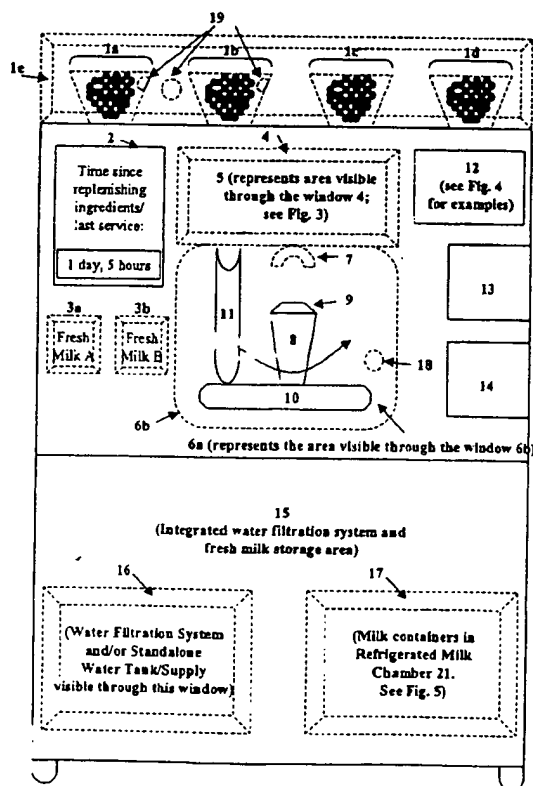 19
1a
1b
1c
1d
1e
2
Time since
replenishing
ingredients/
last service:
1 day, 5 hours
4
5 (represents area visible
through the window 4;
see Fig. 3)
12
(see Fig. 4
for examples)
7
3a
3b
Fresh
Milk A
Fresh
Milk B
11
9
8
13
18
14
10
6b
6a (represents the area visible through the window 6b)
15
(Integrated water filtration system and
fresh milk storage area)
16
17
(Water Filtration System
and/or Standalone
Water Tank/Supply
visible through this window)
(Milk containers in
Refrigerated Milk
Chamber 21.
See Fig. 5)